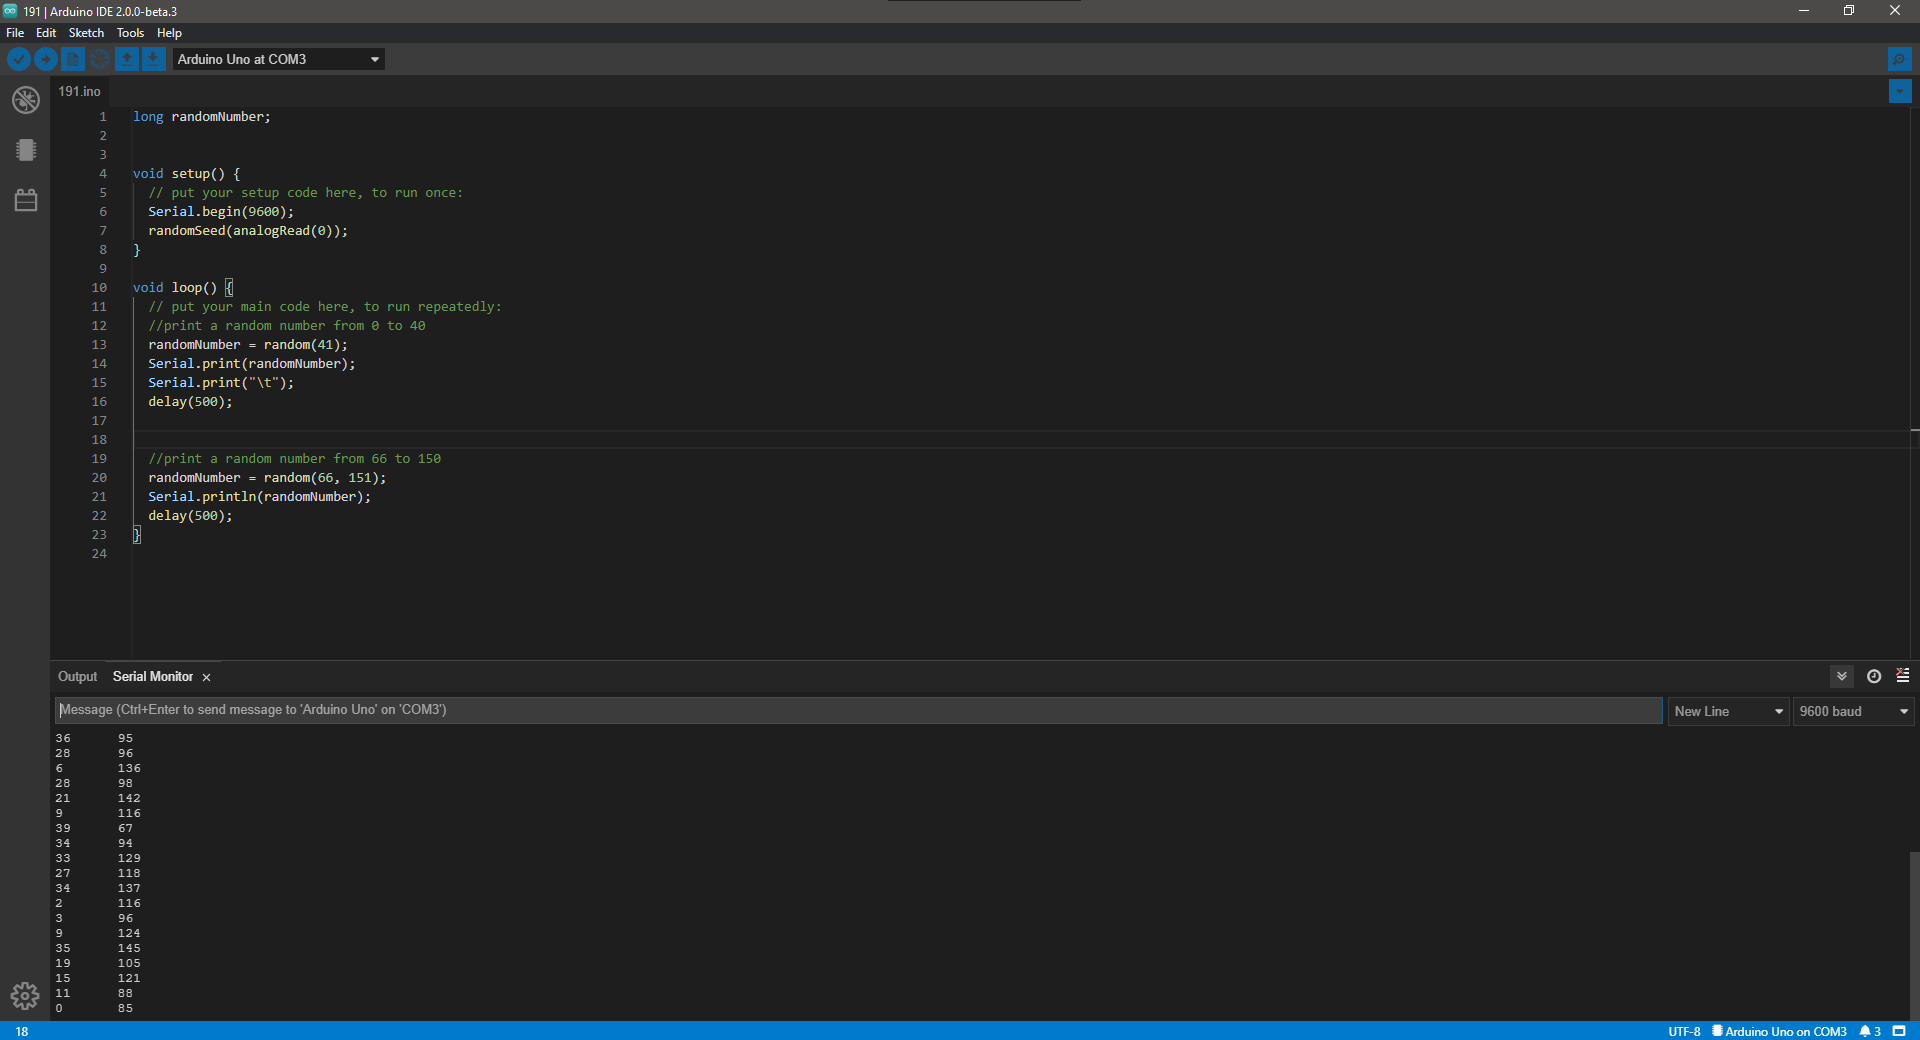 191 | Arduino IDE 2.0.0-beta.3
File Edit Sketch Tools Help
Arduino Uno at COM3
191.ino
1 long randomNumber;
2
3
4 void setup() {
5 // put your setup code here, to run once:
6 Serial.begin(9600);
7 randomSeed(analogRead(0));
8 }
9
10 void loop() {
11 // put your main code here, to run repeatedly:
12 //print a random number from 0 to 40
13 randomNumber = random(41);
14 Serial.print(randomNumber);
15 Serial.print("\t");
16 delay(500);
17
18
19 //print a random number from 66 to 150
20 randomNumber = random(66, 151);
21 Serial.println(randomNumber);
22 delay(500);
23 }
24
Output Serial Monitor ×
Message (Ctrl+Enter to send message to 'Arduino Uno' on 'COM3') New Line 9600 baud
36 95
28 96
6 136
28 98
21 142
9 116
39 67
34 94
33 129
27 118
34 137
2 116
3 96
9 124
35 145
19 105
15 121
11 88
0 85
18 UTF-8 Arduino Uno on COM3 3